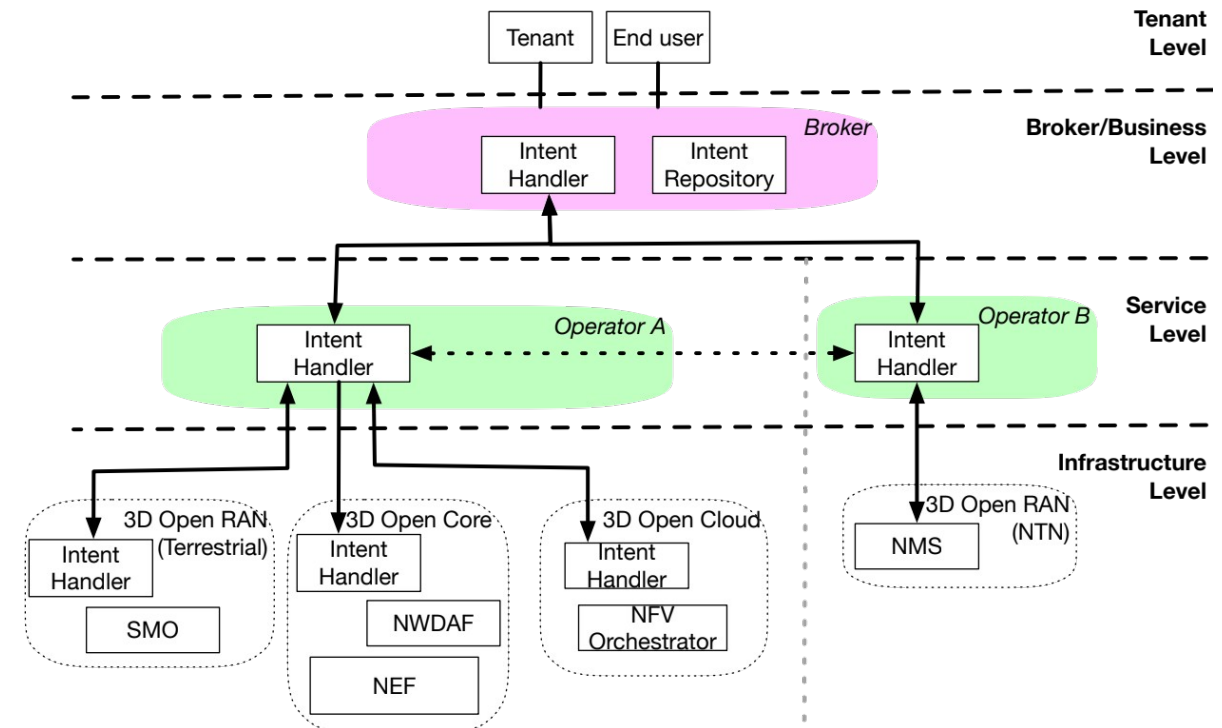 Tenant
Level
Tenant
End user
Broker/Business
Level
Broker
Intent
Handler
Intent
Repository
Service
Level
Operator A
Intent
Handler
Operator B
Intent
Handler
Infrastructure
Level
3D Open RAN
(Terrestrial)
Intent
Handler
SMO
3D Open Core
Intent
Handler
NWDAF
NEF
3D Open Cloud
Intent
Handler
NFV
Orchestrator
3D Open RAN
(NTN)
NMS